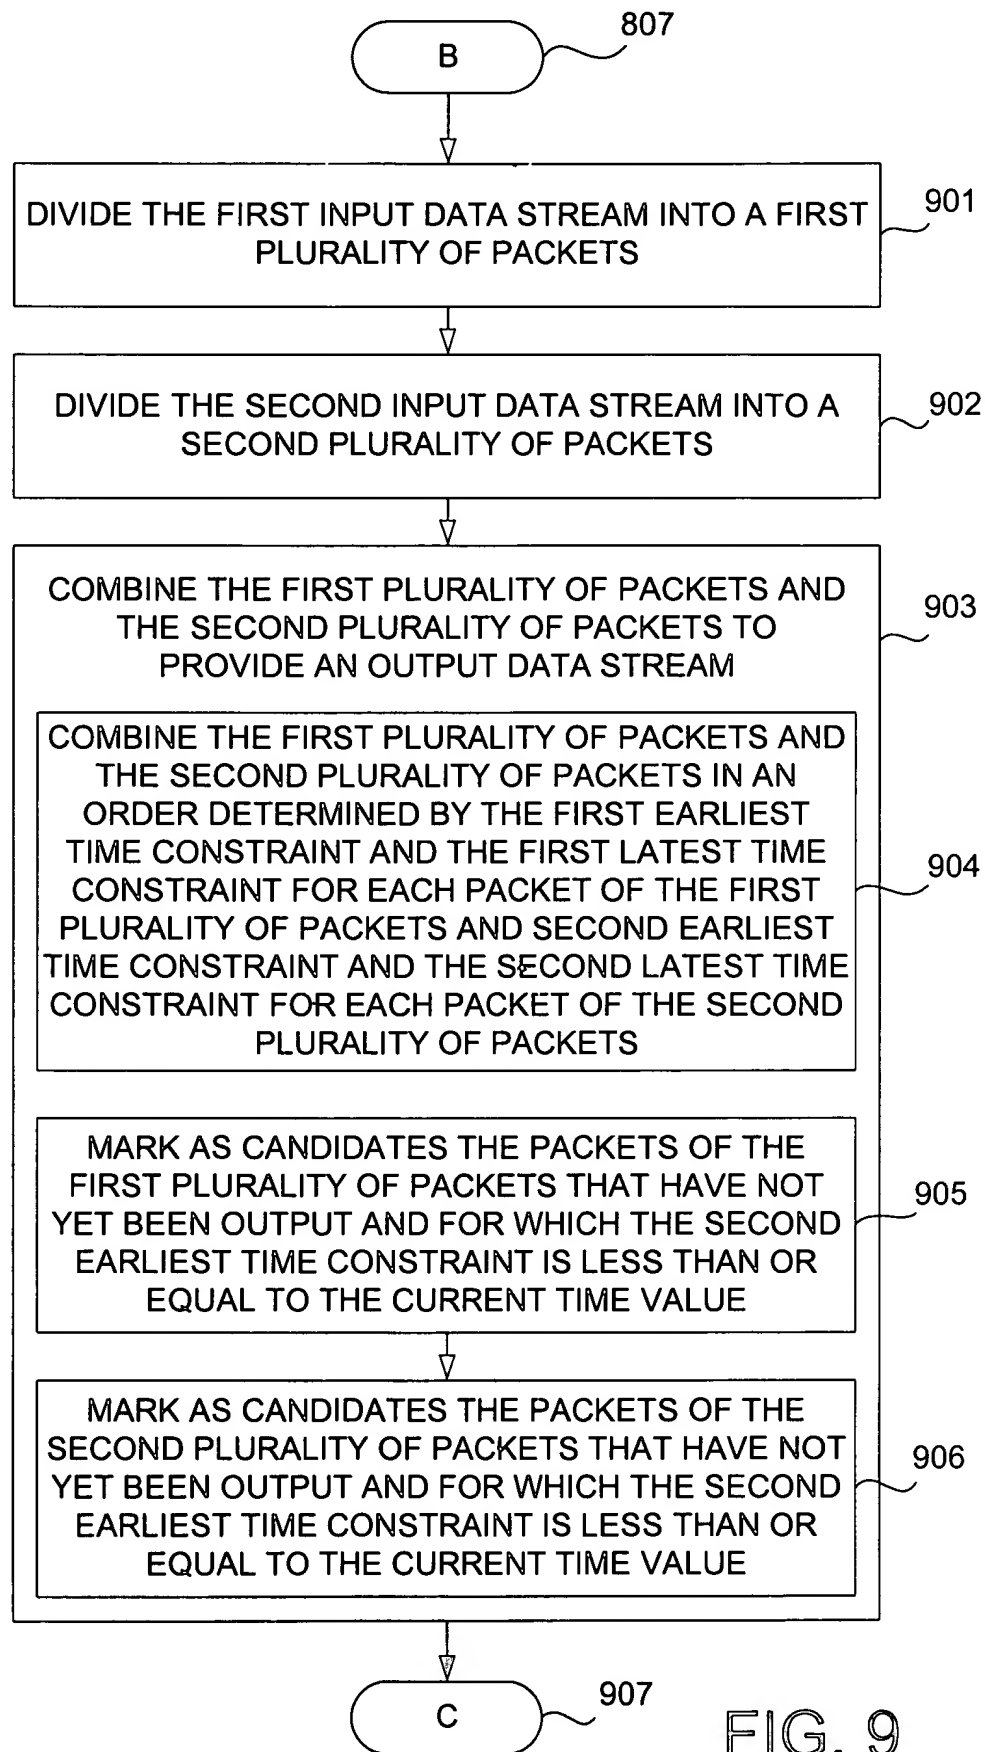 B
807
DIVIDE THE FIRST INPUT DATA STREAM INTO A FIRST
PLURALITY OF PACKETS
901
DIVIDE THE SECOND INPUT DATA STREAM INTO A
SECOND PLURALITY OF PACKETS
902
COMBINE THE FIRST PLURALITY OF PACKETS AND
THE SECOND PLURALITY OF PACKETS TO
PROVIDE AN OUTPUT DATA STREAM
903
COMBINE THE FIRST PLURALITY OF PACKETS AND
THE SECOND PLURALITY OF PACKETS IN AN
ORDER DETERMINED BY THE FIRST EARLIEST
TIME CONSTRAINT AND THE FIRST LATEST TIME
CONSTRAINT FOR EACH PACKET OF THE FIRST
PLURALITY OF PACKETS AND SECOND EARLIEST
TIME CONSTRAINT AND THE SECOND LATEST TIME
CONSTRAINT FOR EACH PACKET OF THE SECOND
PLURALITY OF PACKETS
904
MARK AS CANDIDATES THE PACKETS OF THE
FIRST PLURALITY OF PACKETS THAT HAVE NOT
YET BEEN OUTPUT AND FOR WHICH THE SECOND
EARLIEST TIME CONSTRAINT IS LESS THAN OR
EQUAL TO THE CURRENT TIME VALUE
905
MARK AS CANDIDATES THE PACKETS OF THE
SECOND PLURALITY OF PACKETS THAT HAVE NOT
YET BEEN OUTPUT AND FOR WHICH THE SECOND
EARLIEST TIME CONSTRAINT IS LESS THAN OR
EQUAL TO THE CURRENT TIME VALUE
906
C
907
FIG. 9